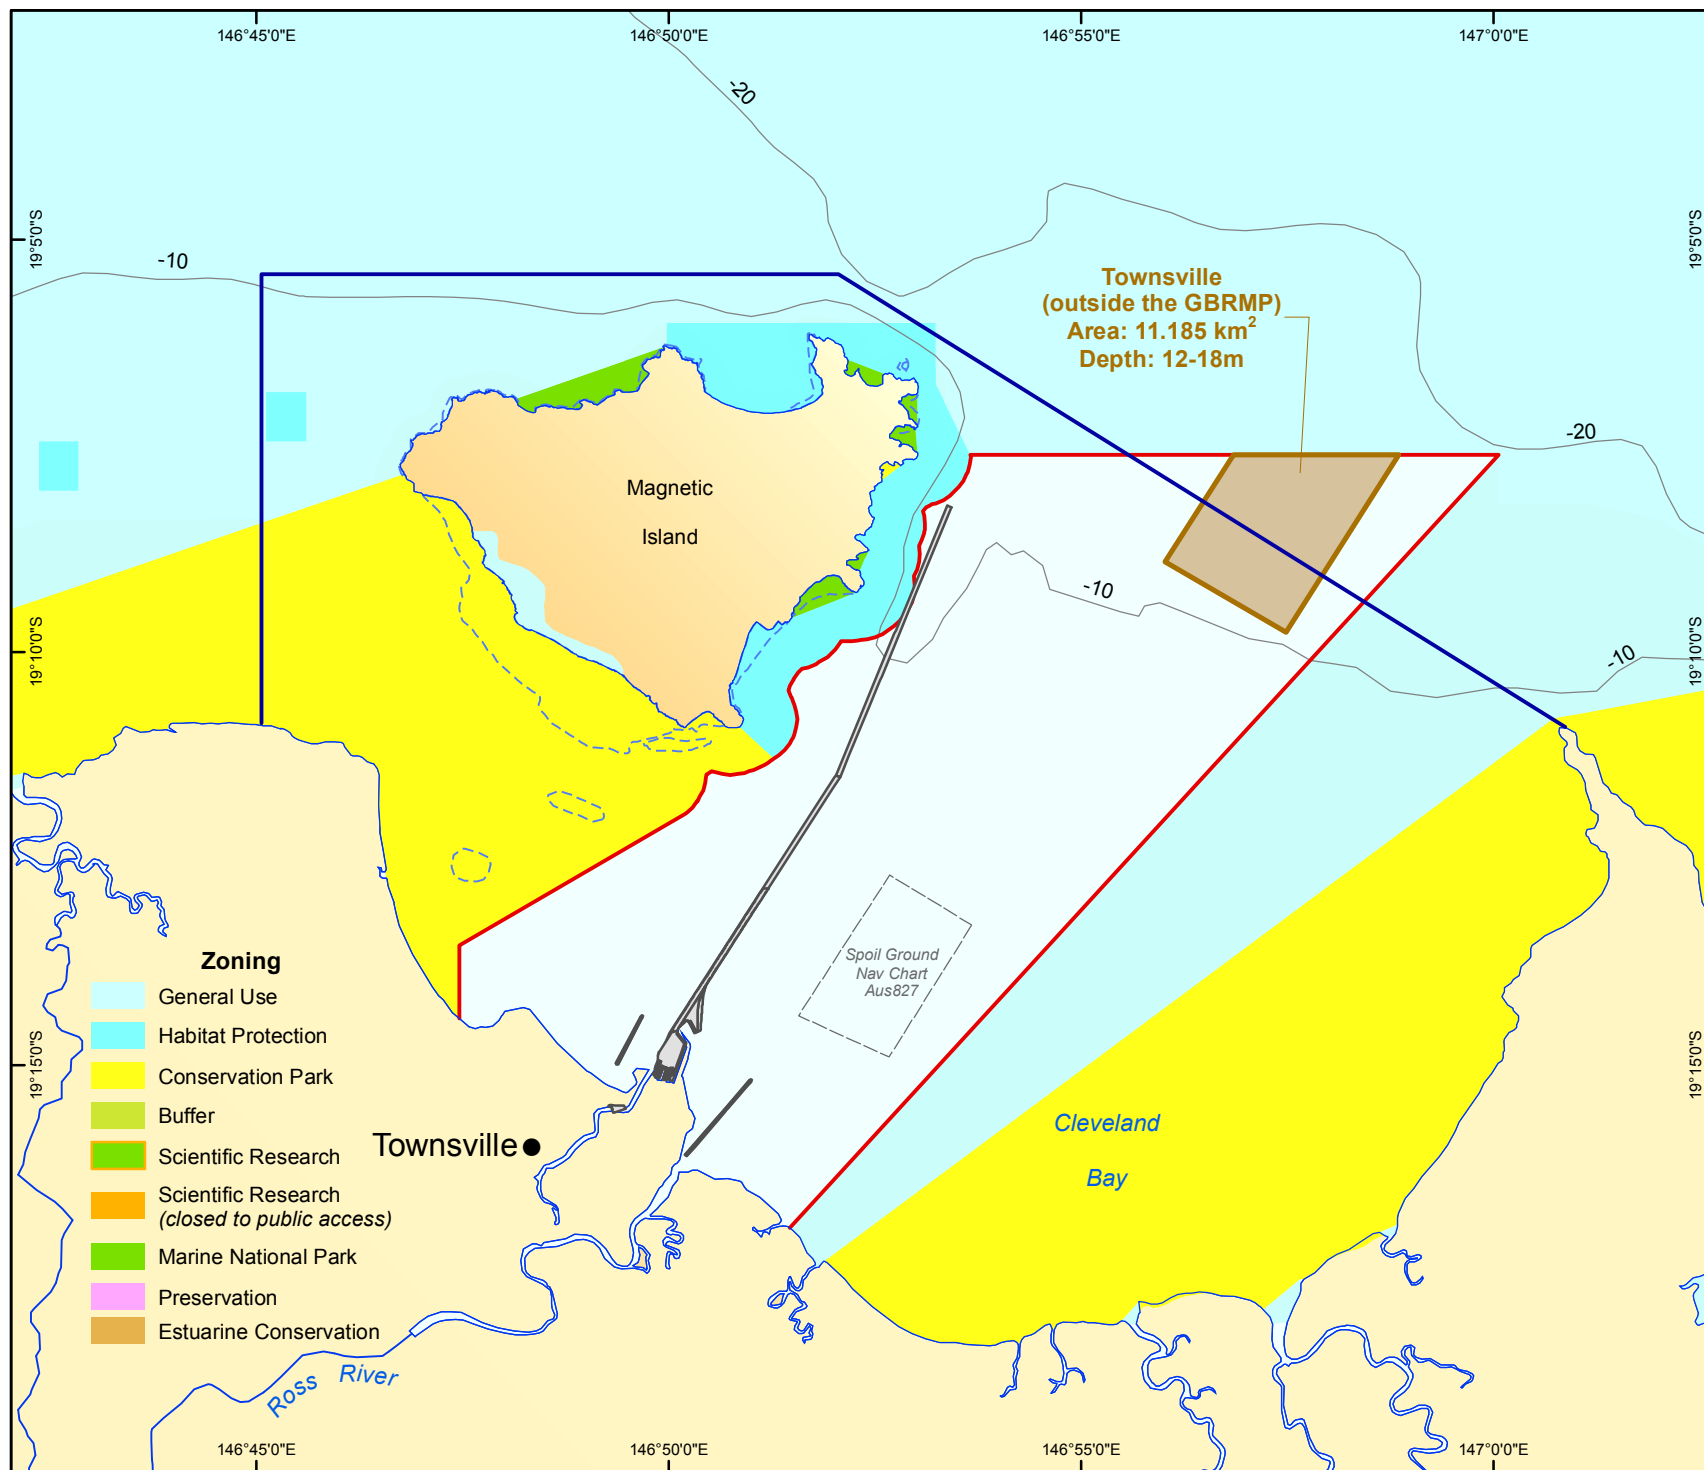 146°45'0"E
146°50'0"E
146°55'0"E
147°0'0"E
-20
19°5'0"S
19°5'0"S
-10
Townsville
(outside the GBRMP)
Area: 11.185 km²
Depth: 12-18m
-20
Magnetic
Island
-10
-10
19°10'0"S
19°10'0"S
Spoil Ground
Nav Chart
Aus827
Zoning
General Use
Habitat Protection
Conservation Park
Buffer
Scientific Research
Scientific Research
(closed to public access)
Marine National Park
Preservation
Estuarine Conservation
19°15'0"S
19°15'0"S
Townsville
Cleveland
Bay
Ross River
146°45'0"E
146°50'0"E
146°55'0"E
147°0'0"E